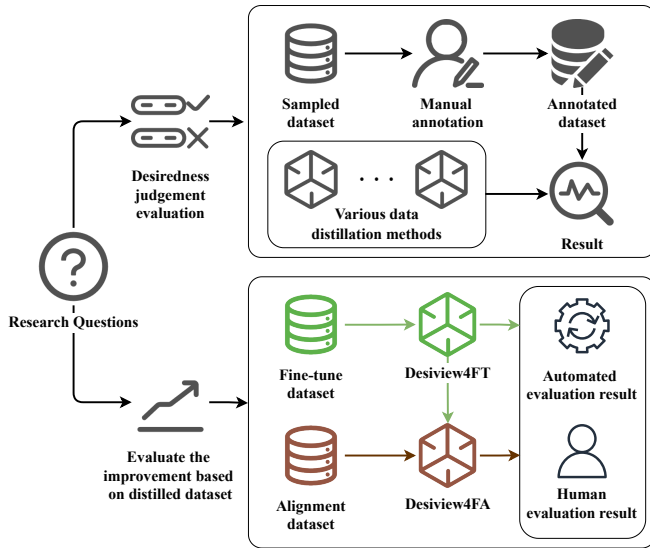 Sampled
dataset
Manual
annotation
Annotated
dataset
Desiredness
judgement
evaluation
. . .
Various data
distillation methods
Result
?
Research Questions
Fine-tune
dataset
Desiview4FT
Automated
evaluation result
Evaluate the
improvement based
on distilled dataset
Alignment
dataset
Desiview4FA
Human
evaluation result